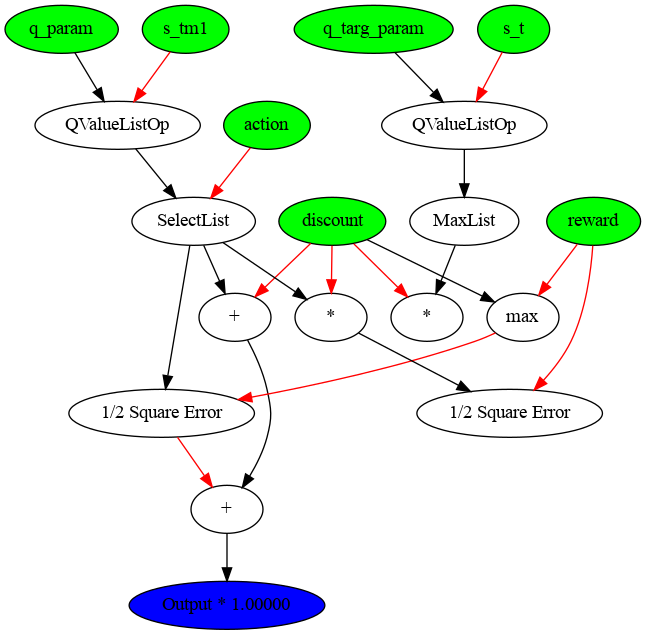 q_param
s_tm1
q_targ_param
s_t
QValueListOp
action
QValueListOp
SelectList
discount
MaxList
reward
+
*
*
max
1/2 Square Error
1/2 Square Error
+
Output * 1.00000